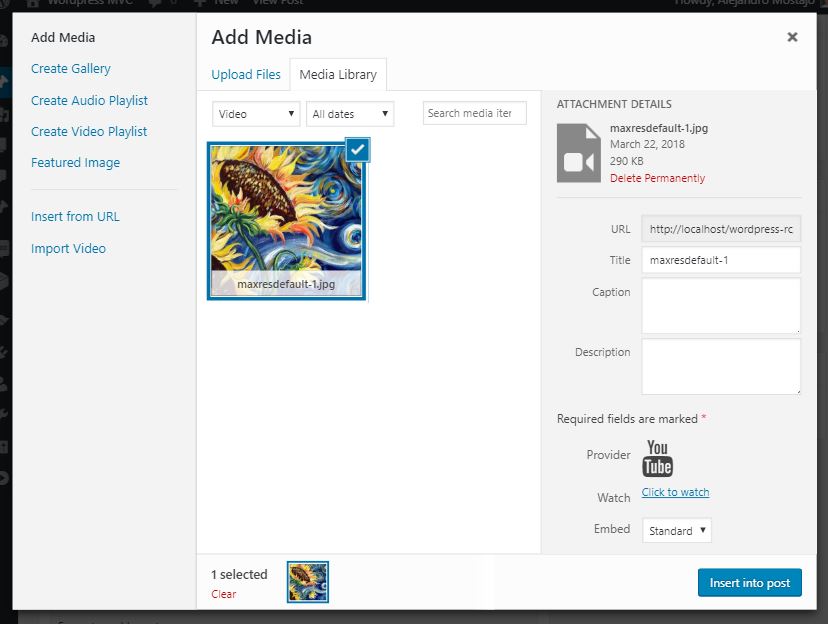 WordPress MVC
0
New
View Post
Howdy, Alejandro Mostajo
Add Media
Create Gallery
Create Audio Playlist
Create Video Playlist
Featured Image
Insert from URL
Import Video
Add Media
×
Upload Files
Media Library
Video
All dates
Search media iter
maxresdefault-1.jpg
ATTACHMENT DETAILS
maxresdefault-1.jpg
March 22, 2018
290 KB
Delete Permanently
URL
http://localhost/wordpress-rc
Title
maxresdefault-1
Caption
Description
Required fields are marked *
Provider
You
Tube
Watch
Click to watch
Embed
Standard
1 selected
Clear
Insert into post